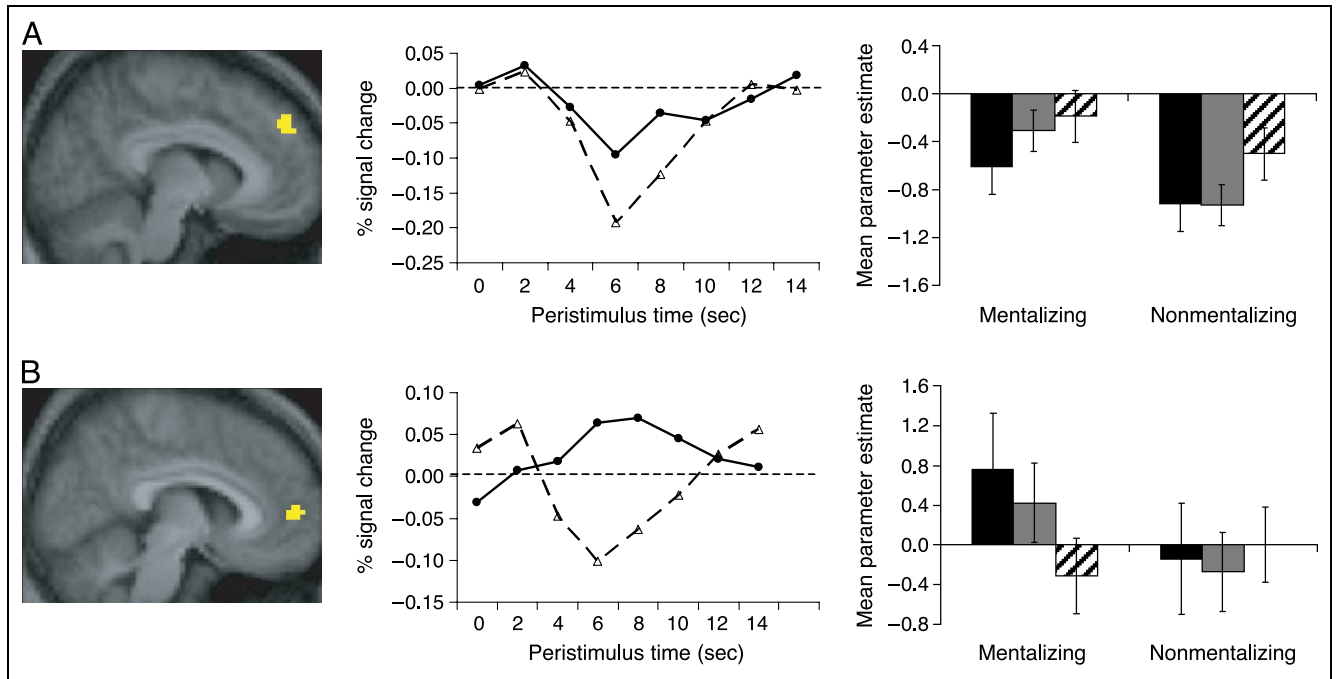 A
% signal change
0.05
0.00
−0.05
−0.10
−0.15
−0.20
−0.25
0 2 4 6 8 10 12 14
Peristimulus time (sec)
Mean parameter estimate
0.4
0.0
−0.4
−0.8
−1.2
−1.6
Mentalizing Nonmentalizing
B
% signal change
0.10
0.05
0.00
−0.05
−0.10
−0.15
0 2 4 6 8 10 12 14
Peristimulus time (sec)
Mean parameter estimate
1.6
1.2
0.8
0.4
0.0
−0.4
−0.8
Mentalizing Nonmentalizing